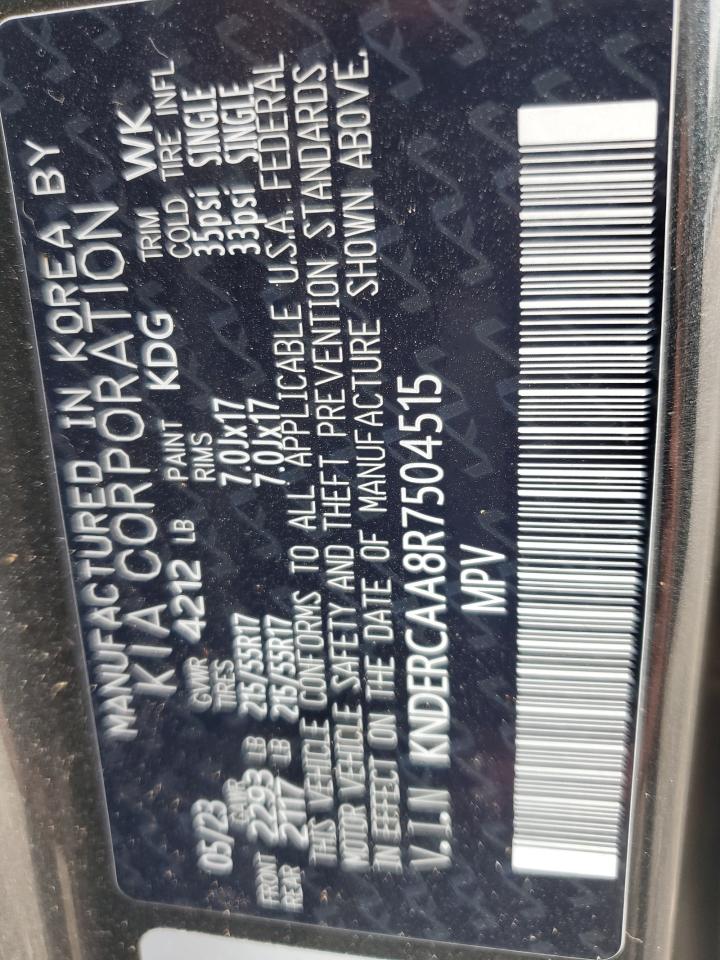 MANUFACTURED IN KOREA BY
KIA CORPORATION
05/23 GVWR 4212 LB PAINT KDG TRIM WK
GAWR TIRES RIMS COLD TIRE INFL
FRONT 2293 LB 215/55R17 7.0Jx17 35psi SINGLE
REAR 2117 LB 215/55R17 7.0Jx17 33psi SINGLE
THIS VEHICLE CONFORMS TO ALL APPLICABLE U.S.A. FEDERAL
MOTOR VEHICLE SAFETY AND THEFT PREVENTION STANDARDS
IN EFFECT ON THE DATE OF MANUFACTURE SHOWN ABOVE.
V.I.N KNDERCAA8R7504515
MPV